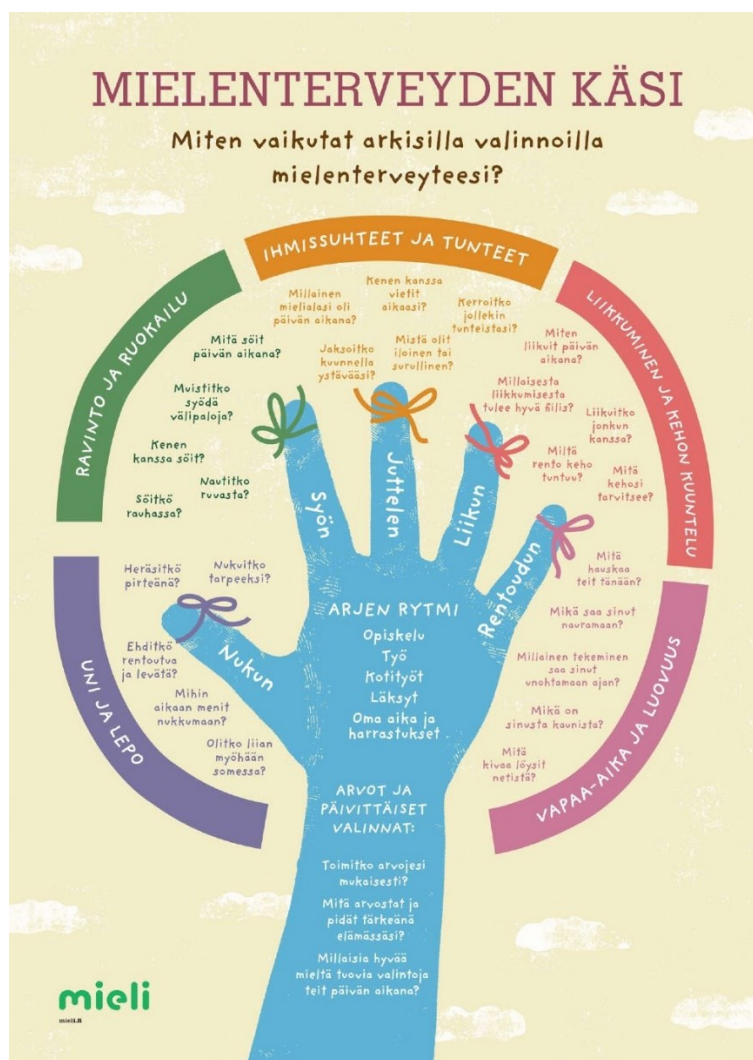 MIELENTERVEYDEN KÄSI
Miten vaikutat arkisilla valinnoilla
mielenterveyteesi?
UNI JA LEPO
Heräsitkö
pirteänä?
Nukuitko
tarpeeksi?
Ehditkö
rentoutua
ja levätä?
Mihin
aikaan menit
nukkumaan?
Olitko liian
myöhään
somessa?
RAVINTO JA RUOKAILU
Mitä söit
päivän aikana?
Muistitko
syödä
välipaloja?
Kenen
kanssa söit?
Nautitko
ruuasta?
Söitkö
rauhassa?
IHMISSUHTEET JA TUNTEET
Millainen
mielialasi oli
päivän aikana?
Kenen kanssa
vietit
aikaasi?
Kerroitko
jollekin
tunteistasi?
Jaksoitko
kuunnella
ystävääsi?
Mistä olit
iloinen tai
surullinen?
LIIKKUMINEN JA KEHON KUUNTELU
Miten
liikuit päivän
aikana?
Millaisesta
liikkumisesta
tulee hyvä fiilis?
Liikuitko
jonkun
kanssa?
Miltä
rento keho
tuntuu?
Mitä
kehosi
tarvitsee?
VAPAA-AIKA JA LUOVUUS
Mitä
hauskaa
teit tänään?
Mikä saa sinut
nauramaan?
Millainen tekeminen
saa sinut
unohtamaan ajan?
Mikä on
sinusta kaunista?
Mitä
kivaa löysit
netistä?
Nukun
Syön
Juttelen
Liikun
Rentoudun
ARJEN RYTMI
Opiskelu
Työ
Kotityöt
Läksyt
Oma aika ja
harrastukset
ARVOT JA
PÄIVITTÄISET
VALINNAT:
Toimitko arvojesi
mukaisesti?
Mitä arvostat ja
pidät tärkeänä
elämässäsi?
Millaisia hyvää
mieltä tuovia valintoja
teit päivän aikana?
mieli
mieli.fi